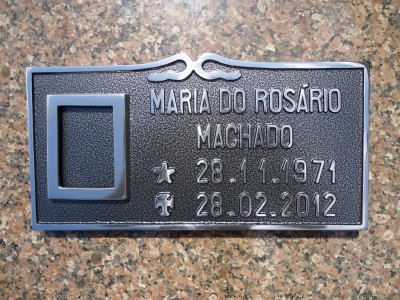 MARIA DO ROSÁRIO
MACHADO
28.11.1971
28.02.2012